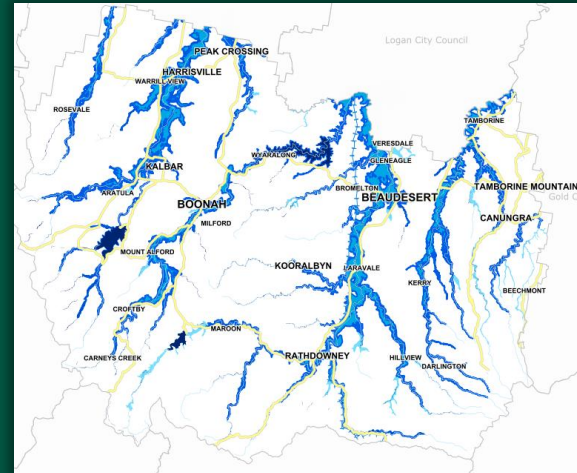 Logan City Council
PEAK CROSSING
HARRISVILLE
WARRILL VIEW
ROSEVALE
TAMBORINE
VERESDALE
WYARALONG
GLENEAGLE
KALBAR
ARATULA
BROMELTON
TAMBORINE MOUNTAIN
BEAUDESERT
Gold C
BOONAH
CANUNGRA
MILFORD
MOUNT ALFORD
KOORALBYN
LARAVALE
KERRY
BEECHMONT
CROFTBY
MAROON
CARNEYS CREEK
RATHDOWNEY
HILLVIEW
DARLINGTON